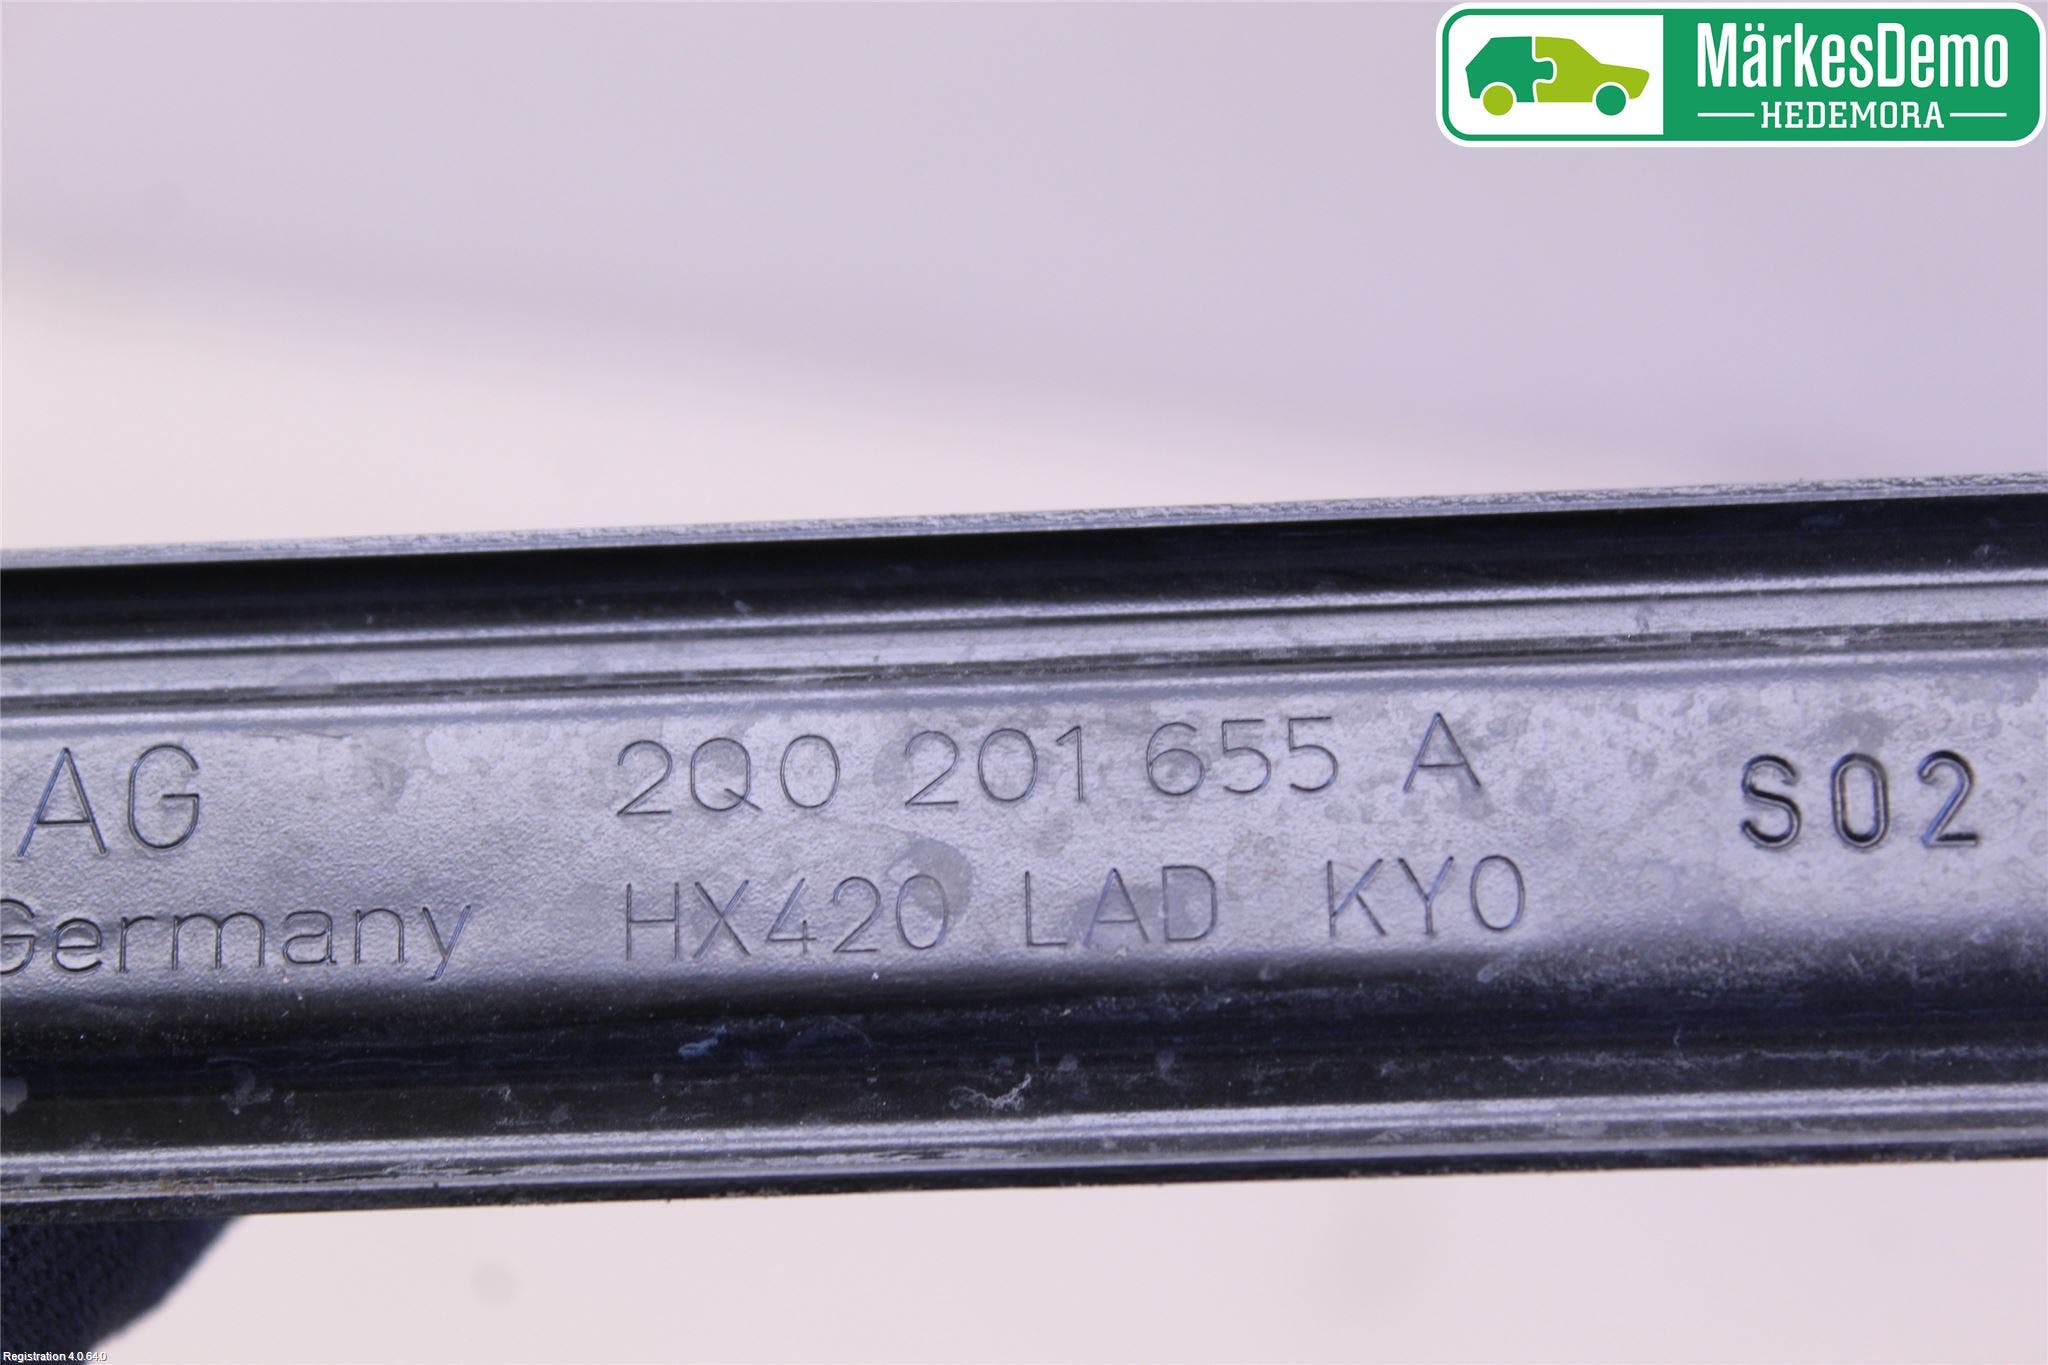 MärkesDemo
HEDEMORA
AG 2Q0 201 655 A S02
Germany HX420 LAD KY0
Registration 4.0.64.0